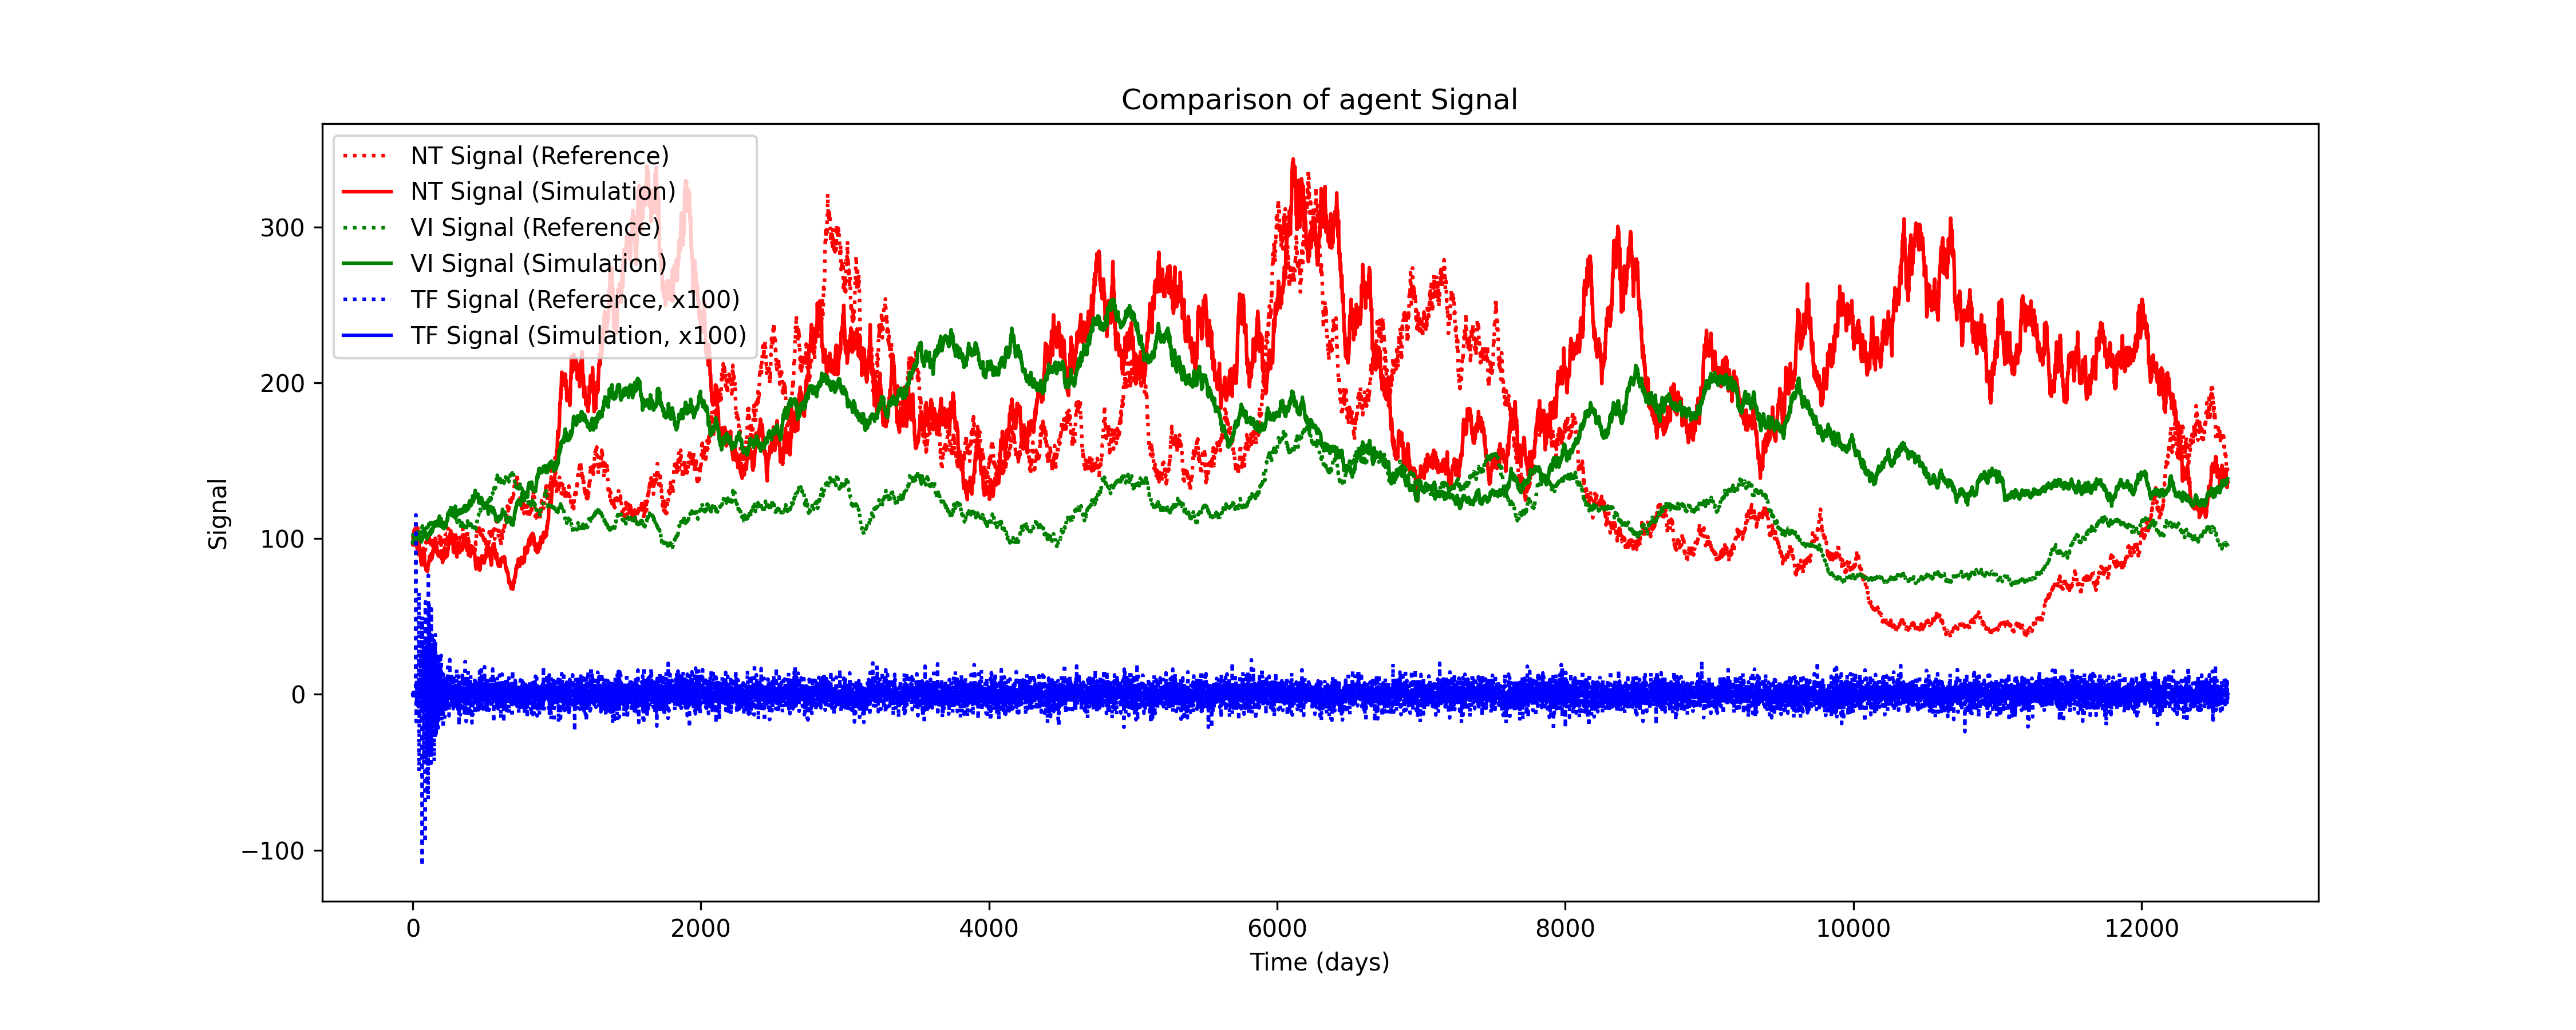 Comparison of agent Signal
NT Signal (Reference)
NT Signal (Simulation)
VI Signal (Reference)
VI Signal (Simulation)
TF Signal (Reference, x100)
TF Signal (Simulation, x100)
Signal
300
200
100
0
−100
0 2000 4000 6000 8000 10000 12000
Time (days)